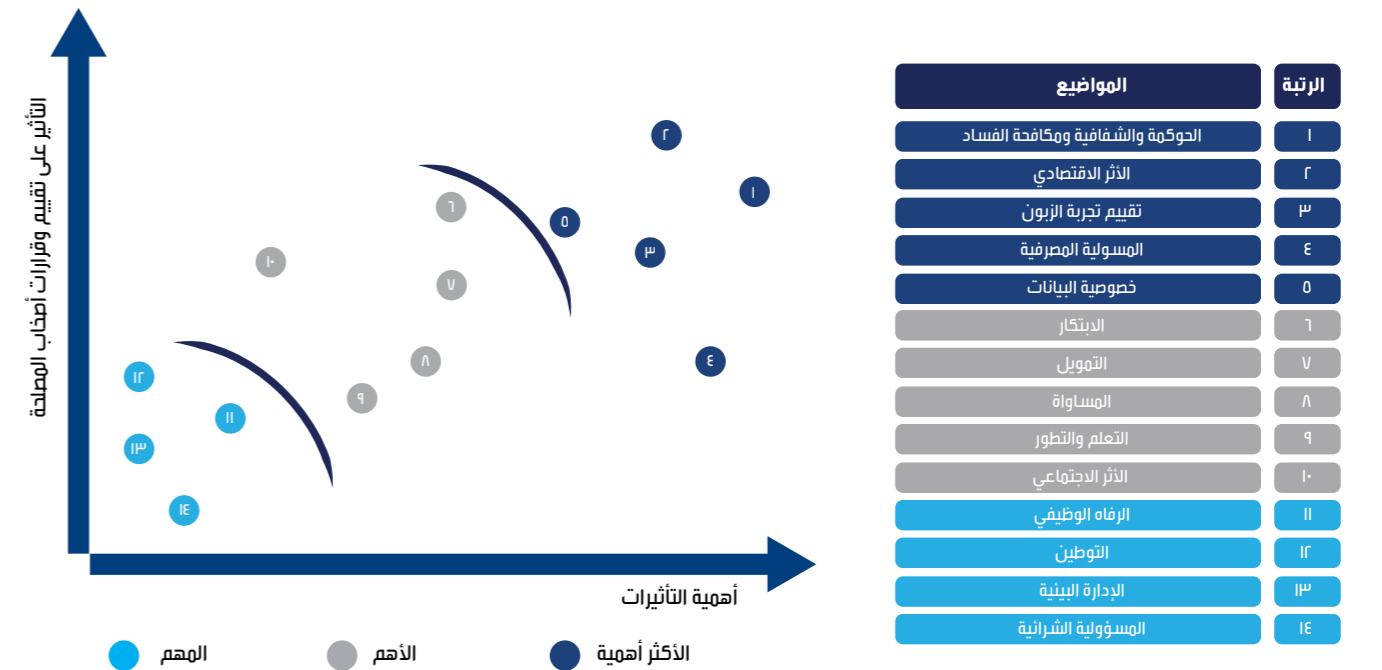 التأثير على تقييم وقرارات أصخاب المصلحة
٢
١
٦
٥
٣
١٠
٧
٨
٤
١٢
٩
١١
١٣
١٤
أهمية التأثيرات
الأكثر أهمية
الأهم
المهم
الرتبة المواضيع
١ الحوكمة والشفافية ومكافحة الفساد
٢ الأثر الاقتصادي
٣ تقييم تجربة الزبون
٤ المسولية المصرفية
٥ خصوصية البيانات
٦ الابتكار
٧ التمويل
٨ المساواة
٩ التعلم والتطور
١٠ الأثر الاجتماعي
١١ الرفاه الوظيفي
١٢ التوطين
١٣ الإدارة البيئية
١٤ المسؤولية الشرائية